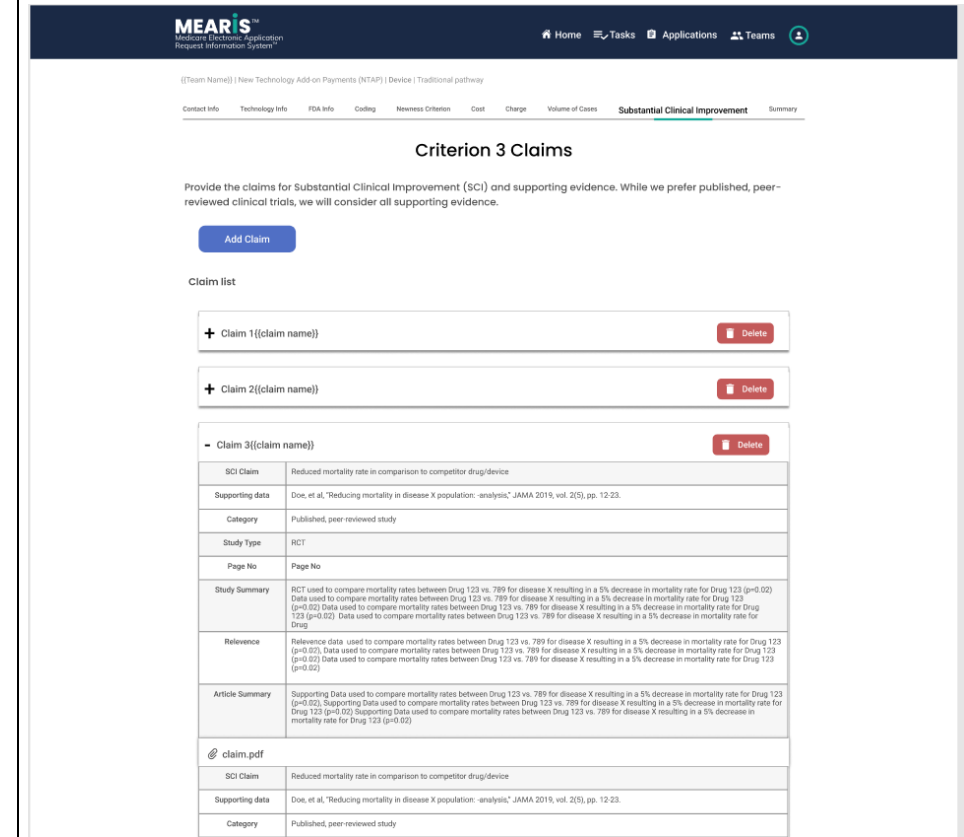 MEARiS™
Medicare Electronic Application
Request Information System™
Home Tasks Applications Teams
{{Team Name}} | New Technology Add-on Payments (NTAP) | Device | Traditional pathway
Contact Info Technology Info FDA Info Coding Newness Criterion Cost Charge Volume of Cases Substantial Clinical Improvement Summary
Criterion 3 Claims
Provide the claims for Substantial Clinical Improvement (SCI) and supporting evidence. While we prefer published, peer-
reviewed clinical trials, we will consider all supporting evidence.
Add Claim
Claim list
+ Claim 1{{claim name}} Delete
+ Claim 2{{claim name}} Delete
- Claim 3{{claim name}} Delete
SCI Claim Reduced mortality rate in comparison to competitor drug/device
Supporting data Doe, et al, "Reducing mortality in disease X population: -analysis," JAMA 2019, vol. 2(5), pp. 12-23.
Category Published, peer-reviewed study
Study Type RCT
Page No Page No
Study Summary RCT used to compare mortality rates between Drug 123 vs. 789 for disease X resulting in a 5% decrease in mortality rate for Drug 123 (p=0.02)
Data used to compare mortality rates between Drug 123 vs. 789 for disease X resulting in a 5% decrease in mortality rate for Drug 123
(p=0.02) Data used to compare mortality rates between Drug 123 vs. 789 for disease X resulting in a 5% decrease in mortality rate for Drug
123 (p=0.02) Data used to compare mortality rates between Drug 123 vs. 789 for disease X resulting in a 5% decrease in mortality rate for
Drug
Relevence Relevence data used to compare mortality rates between Drug 123 vs. 789 for disease X resulting in a 5% decrease in mortality rate for Drug 123
(p=0.02), Data used to compare mortality rates between Drug 123 vs. 789 for disease X resulting in a 5% decrease in mortality rate for Drug 123
(p=0.02) Data used to compare mortality rates between Drug 123 vs. 789 for disease X resulting in a 5% decrease in mortality rate for Drug 123
(p=0.02)
Article Summary Supporting Data used to compare mortality rates between Drug 123 vs. 789 for disease X resulting in a 5% decrease in mortality rate for Drug 123
(p=0.02), Supporting Data used to compare mortality rates between Drug 123 vs. 789 for disease X resulting in a 5% decrease in mortality rate for
Drug 123 (p=0.02) Supporting Data used to compare mortality rates between Drug 123 vs. 789 for disease X resulting in a 5% decrease in
mortality rate for Drug 123 (p=0.02)
claim.pdf
SCI Claim Reduced mortality rate in comparison to competitor drug/device
Supporting data Doe, et al, "Reducing mortality in disease X population: -analysis," JAMA 2019, vol. 2(5), pp. 12-23.
Category Published, peer-reviewed study